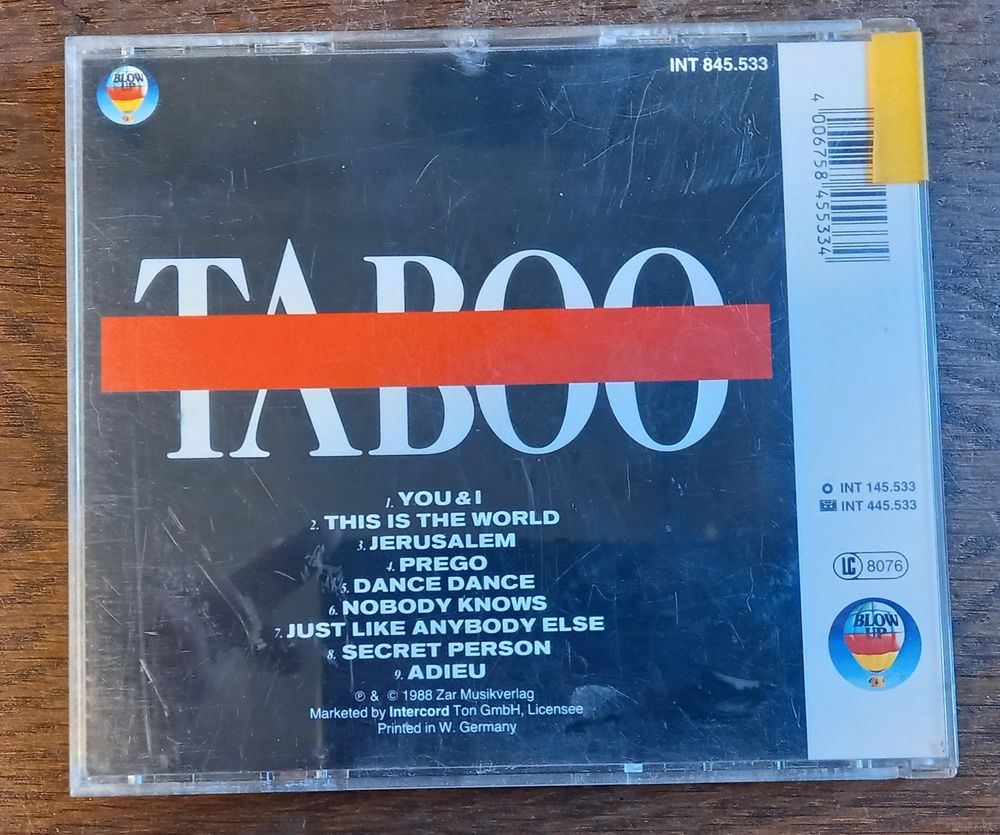 BLOW UP
INT 845.533
4 006758 455334
TABOO
1. YOU & I
2. THIS IS THE WORLD
3. JERUSALEM
4. PREGO
5. DANCE DANCE
6. NOBODY KNOWS
7. JUST LIKE ANYBODY ELSE
8. SECRET PERSON
9. ADIEU
℗ & © 1988 Zar Musikverlag
Marketed by Intercord Ton GmbH, Licensee
Printed in W. Germany
INT 145.533
INT 445.533
LC 8076
BLOW UP